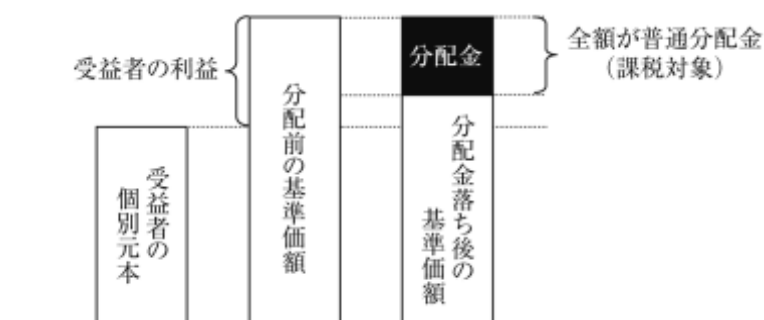 受益者の利益
受益者の
個別元本
分配前の基準価額
分配金
分配金落ち後の
基準価額
全額が普通分配金
（課税対象）